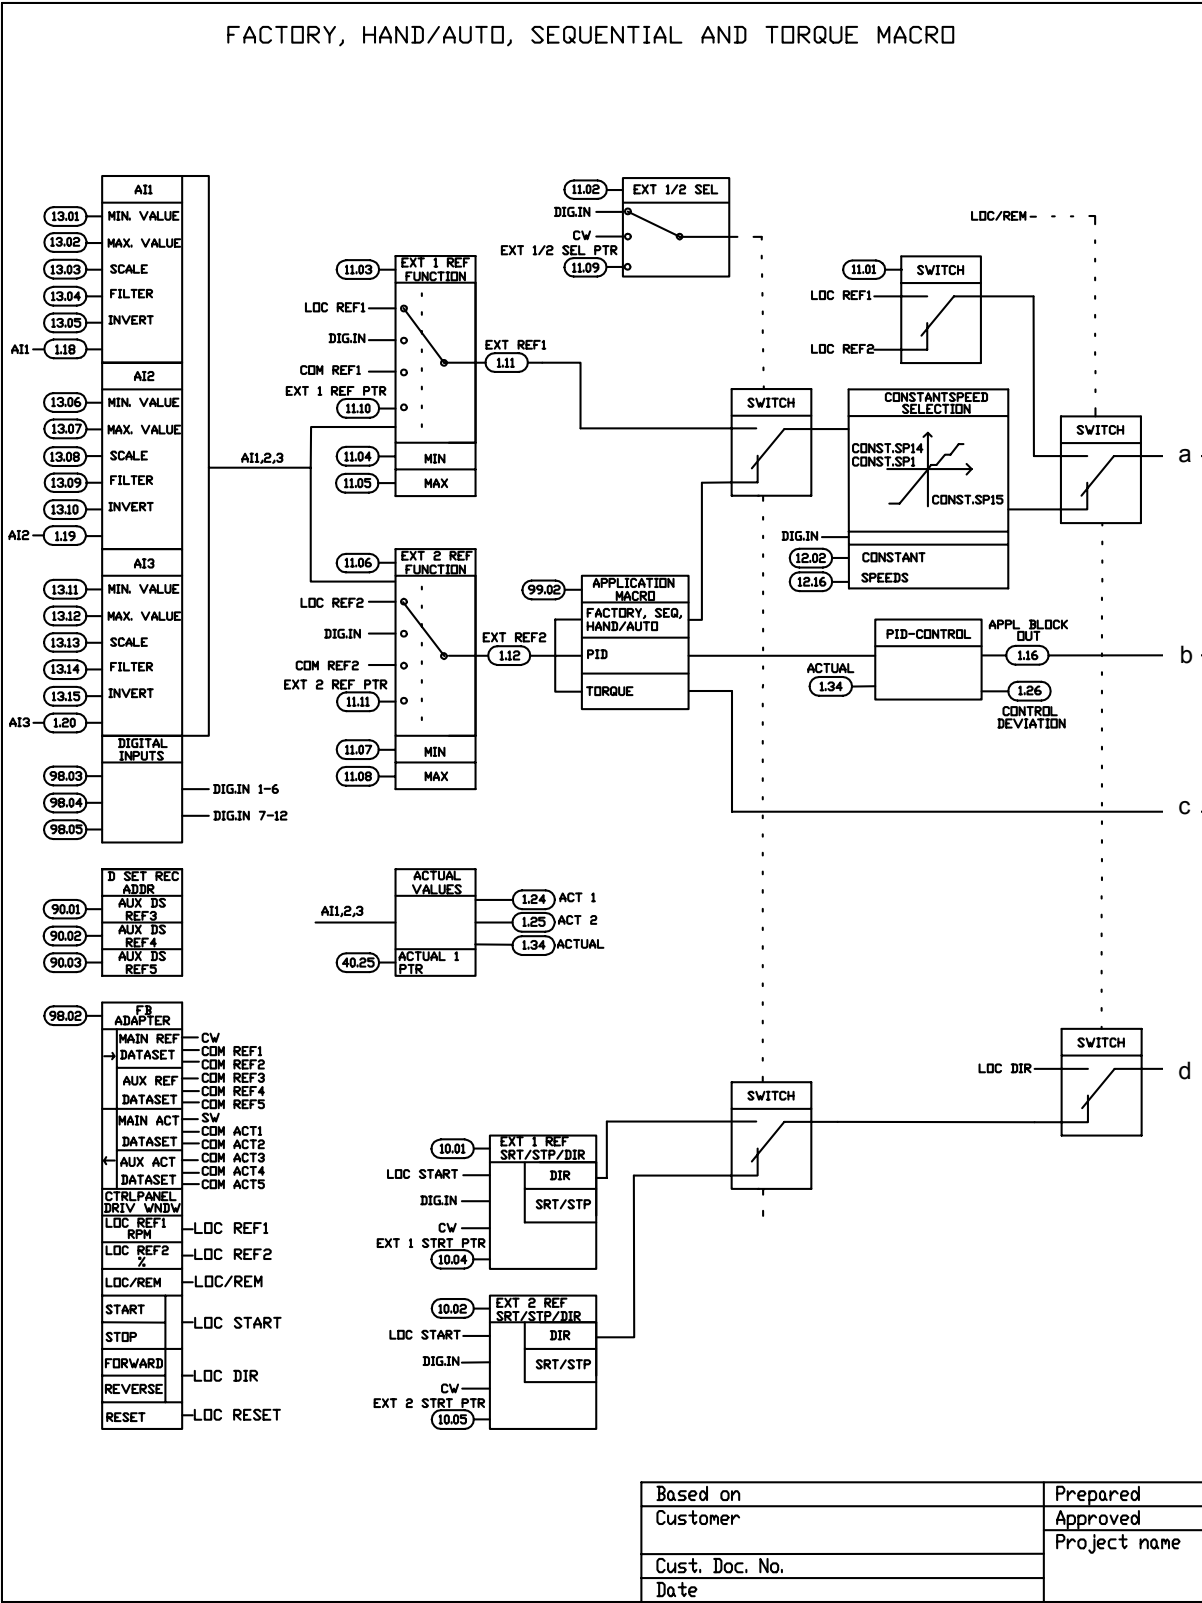 FACTORY, HAND/AUTO, SEQUENTIAL AND TORQUE MACRO
AI1
13.01 MIN. VALUE
13.02 MAX. VALUE
13.03 SCALE
13.04 FILTER
13.05 INVERT
AI1 1.18
AI2
13.06 MIN. VALUE
13.07 MAX. VALUE
13.08 SCALE
13.09 FILTER
13.10 INVERT
AI2 1.19
AI3
13.11 MIN. VALUE
13.12 MAX. VALUE
13.13 SCALE
13.14 FILTER
13.15 INVERT
AI3 1.20
DIGITAL
INPUTS
98.03
98.04
98.05
DIG.IN 1-6
DIG.IN 7-12
AI1,2,3
11.03 EXT 1 REF
FUNCTION
LOC REF1
DIG.IN
COM REF1
EXT 1 REF PTR
11.10
11.04 MIN
11.05 MAX
EXT REF1
1.11
11.06 EXT 2 REF
FUNCTION
LOC REF2
DIG.IN
COM REF2
EXT 2 REF PTR
11.11
11.07 MIN
11.08 MAX
EXT REF2
1.12
11.02 EXT 1/2 SEL
DIG.IN
CW
EXT 1/2 SEL PTR
11.09
99.02 APPLICATION
MACRO
FACTORY, SEQ,
HAND/AUTO
PID
TORQUE
SWITCH
LOC/REM
11.01 SWITCH
LOC REF1
LOC REF2
CONSTANTSPEED
SELECTION
CONST.SP14
CONST.SP1
CONST.SP15
DIG.IN
12.02 CONSTANT
12.16 SPEEDS
SWITCH
a
PID-CONTROL
ACTUAL
1.34
APPL BLOCK
OUT
1.16
b
1.26
CONTROL
DEVIATION
c
D SET REC
ADDR
90.01 AUX DS
REF3
90.02 AUX DS
REF4
90.03 AUX DS
REF5
AI1,2,3
ACTUAL
VALUES
1.24 ACT 1
1.25 ACT 2
1.34 ACTUAL
40.25 ACTUAL 1
PTR
98.02 FB
ADAPTER
MAIN REF
DATASET
CW
COM REF1
COM REF2
AUX REF
DATASET
COM REF3
COM REF4
COM REF5
MAIN ACT
DATASET
SW
COM ACT1
COM ACT2
AUX ACT
DATASET
COM ACT3
COM ACT4
COM ACT5
CTRLPANEL
DRIV WNDW
LOC REF1
RPM
LOC REF1
LOC REF2
%
LOC REF2
LOC/REM LOC/REM
START
STOP
LOC START
FORWARD
REVERSE
LOC DIR
RESET LOC RESET
10.01 EXT 1 REF
SRT/STP/DIR
LOC START
DIR
DIG.IN
SRT/STP
CW
EXT 1 STRT PTR
10.04
10.02 EXT 2 REF
SRT/STP/DIR
LOC START
DIR
DIG.IN
SRT/STP
CW
EXT 2 STRT PTR
10.05
SWITCH
SWITCH
LOC DIR
d
Based on
Customer
Cust. Doc. No.
Date
Prepared
Approved
Project name